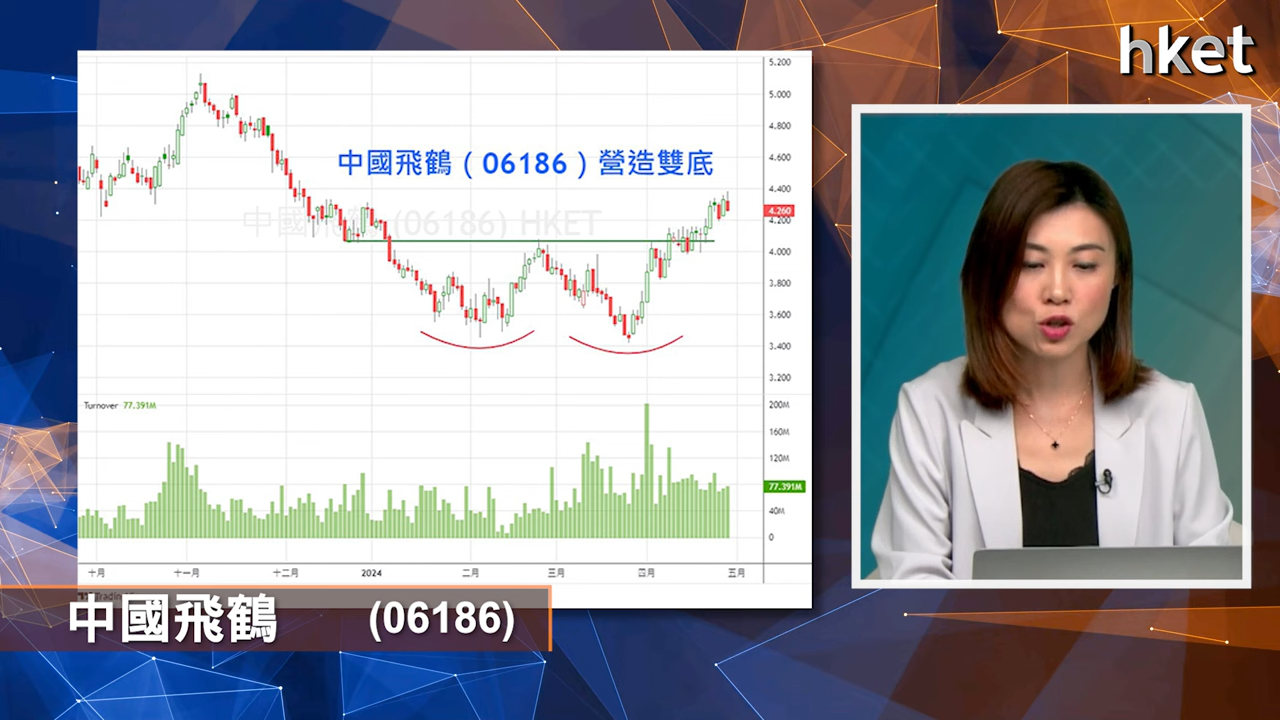 hket
中國飛鶴（06186）營造雙底
中國飛鶴 (06186) HKET
5.200
5.000
4.800
4.600
4.400
4.260
4.200
4.000
3.800
3.600
3.400
3.200
Turnover 77.391M
200M
160M
120M
77.391M
40M
0
十月 十一月 十二月 2024 二月 三月 四月 五月
中國飛鶴 (06186)